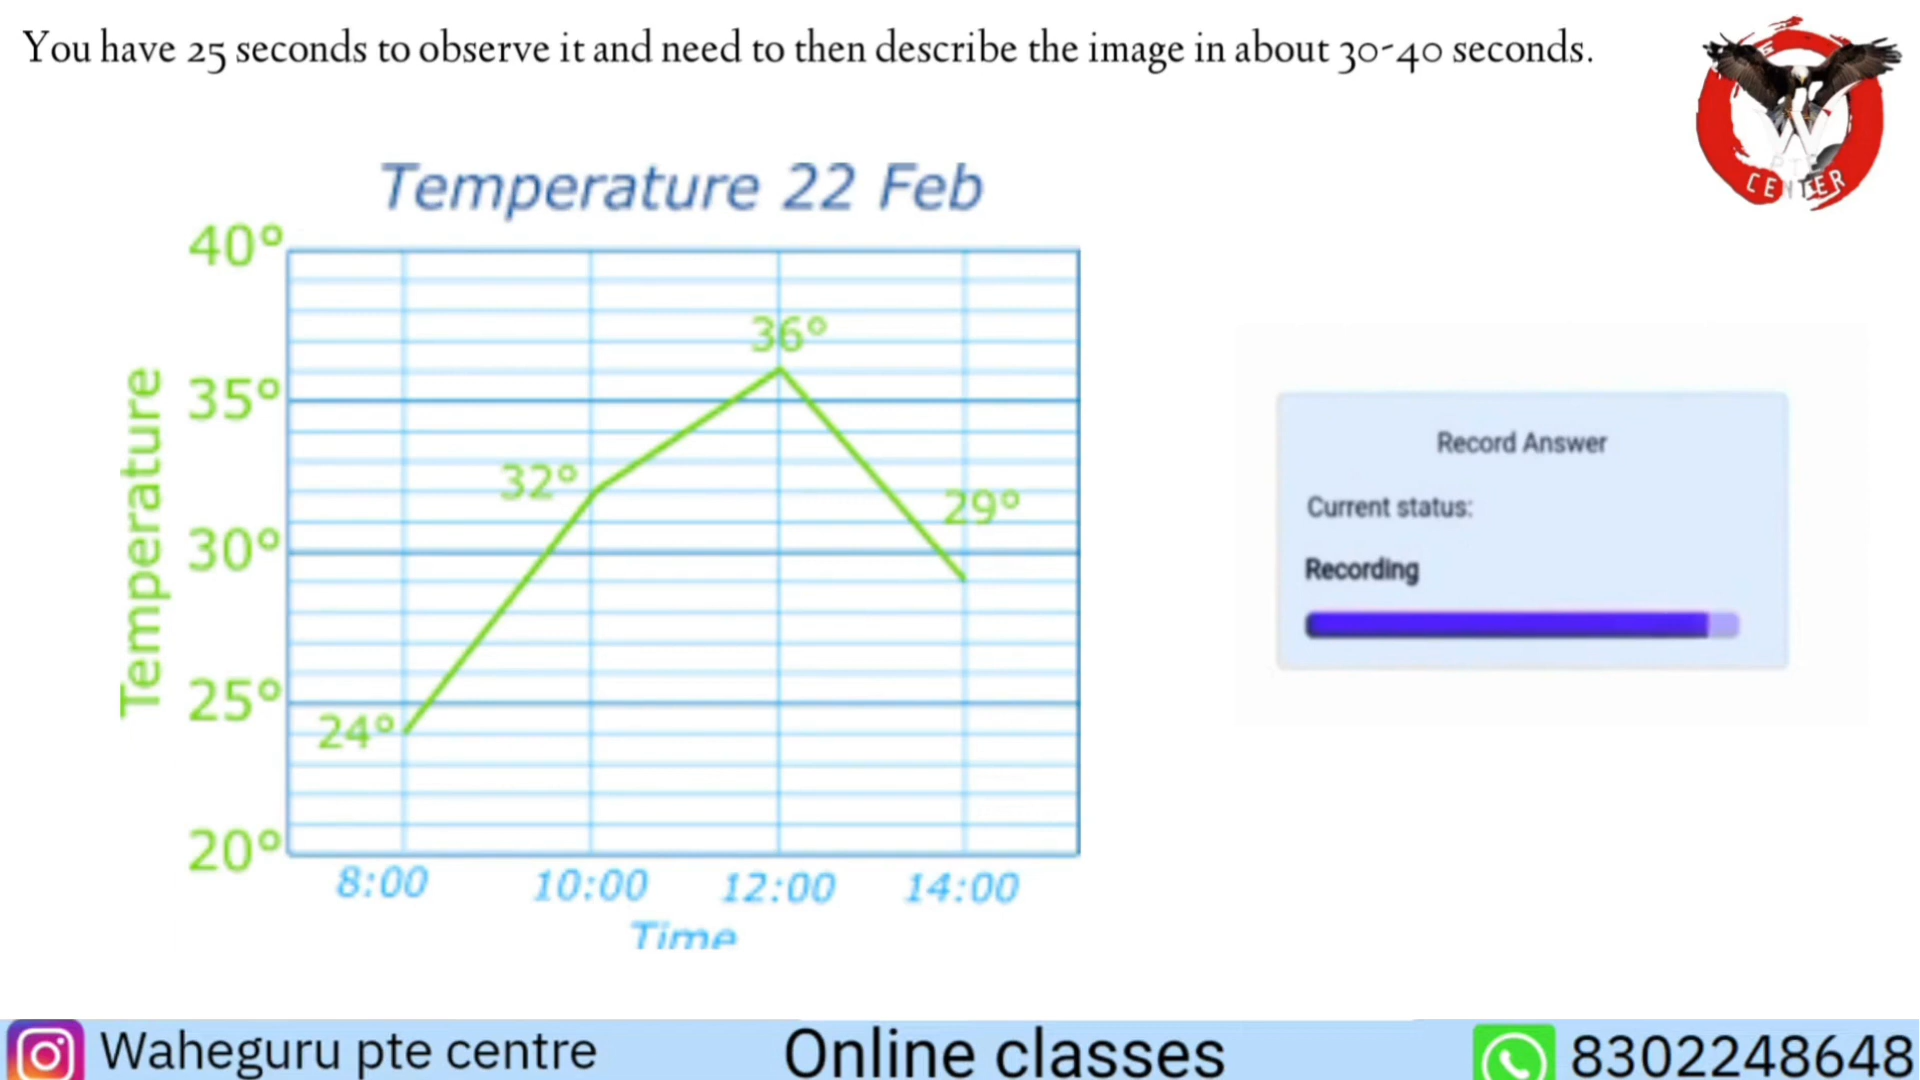 You have 25 seconds to observe it and need to then describe the image in about 30-40 seconds.
CENTER
Temperature 22 Feb
40°
36°
35°
Temperature
32°
29°
30°
25°
24°
20°
8:00 10:00 12:00 14:00
Time
Record Answer
Current status:
Recording
Waheguru pte centre Online classes 8302248648